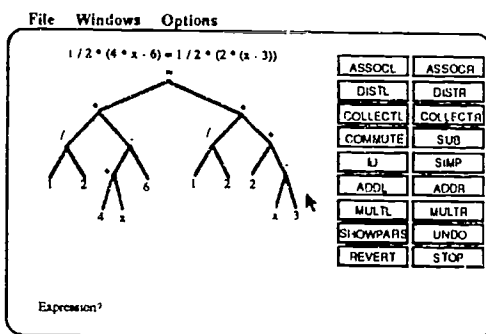 File Windows Options
1 / 2 * (4 * x - 6) = 1 / 2 * (2 * (x - 3))
=
* *
/ - / *
1 2 * 6 1 2 2 -
4 x x 3
ASSOCL ASSOCR
DISTL DISTR
COLLECTL COLLECTR
COMMUTE SUB
SIMP
ADDL ADDR
MULTL MULTR
SHOWPARS UNDO
REVERT STOP
Expression?